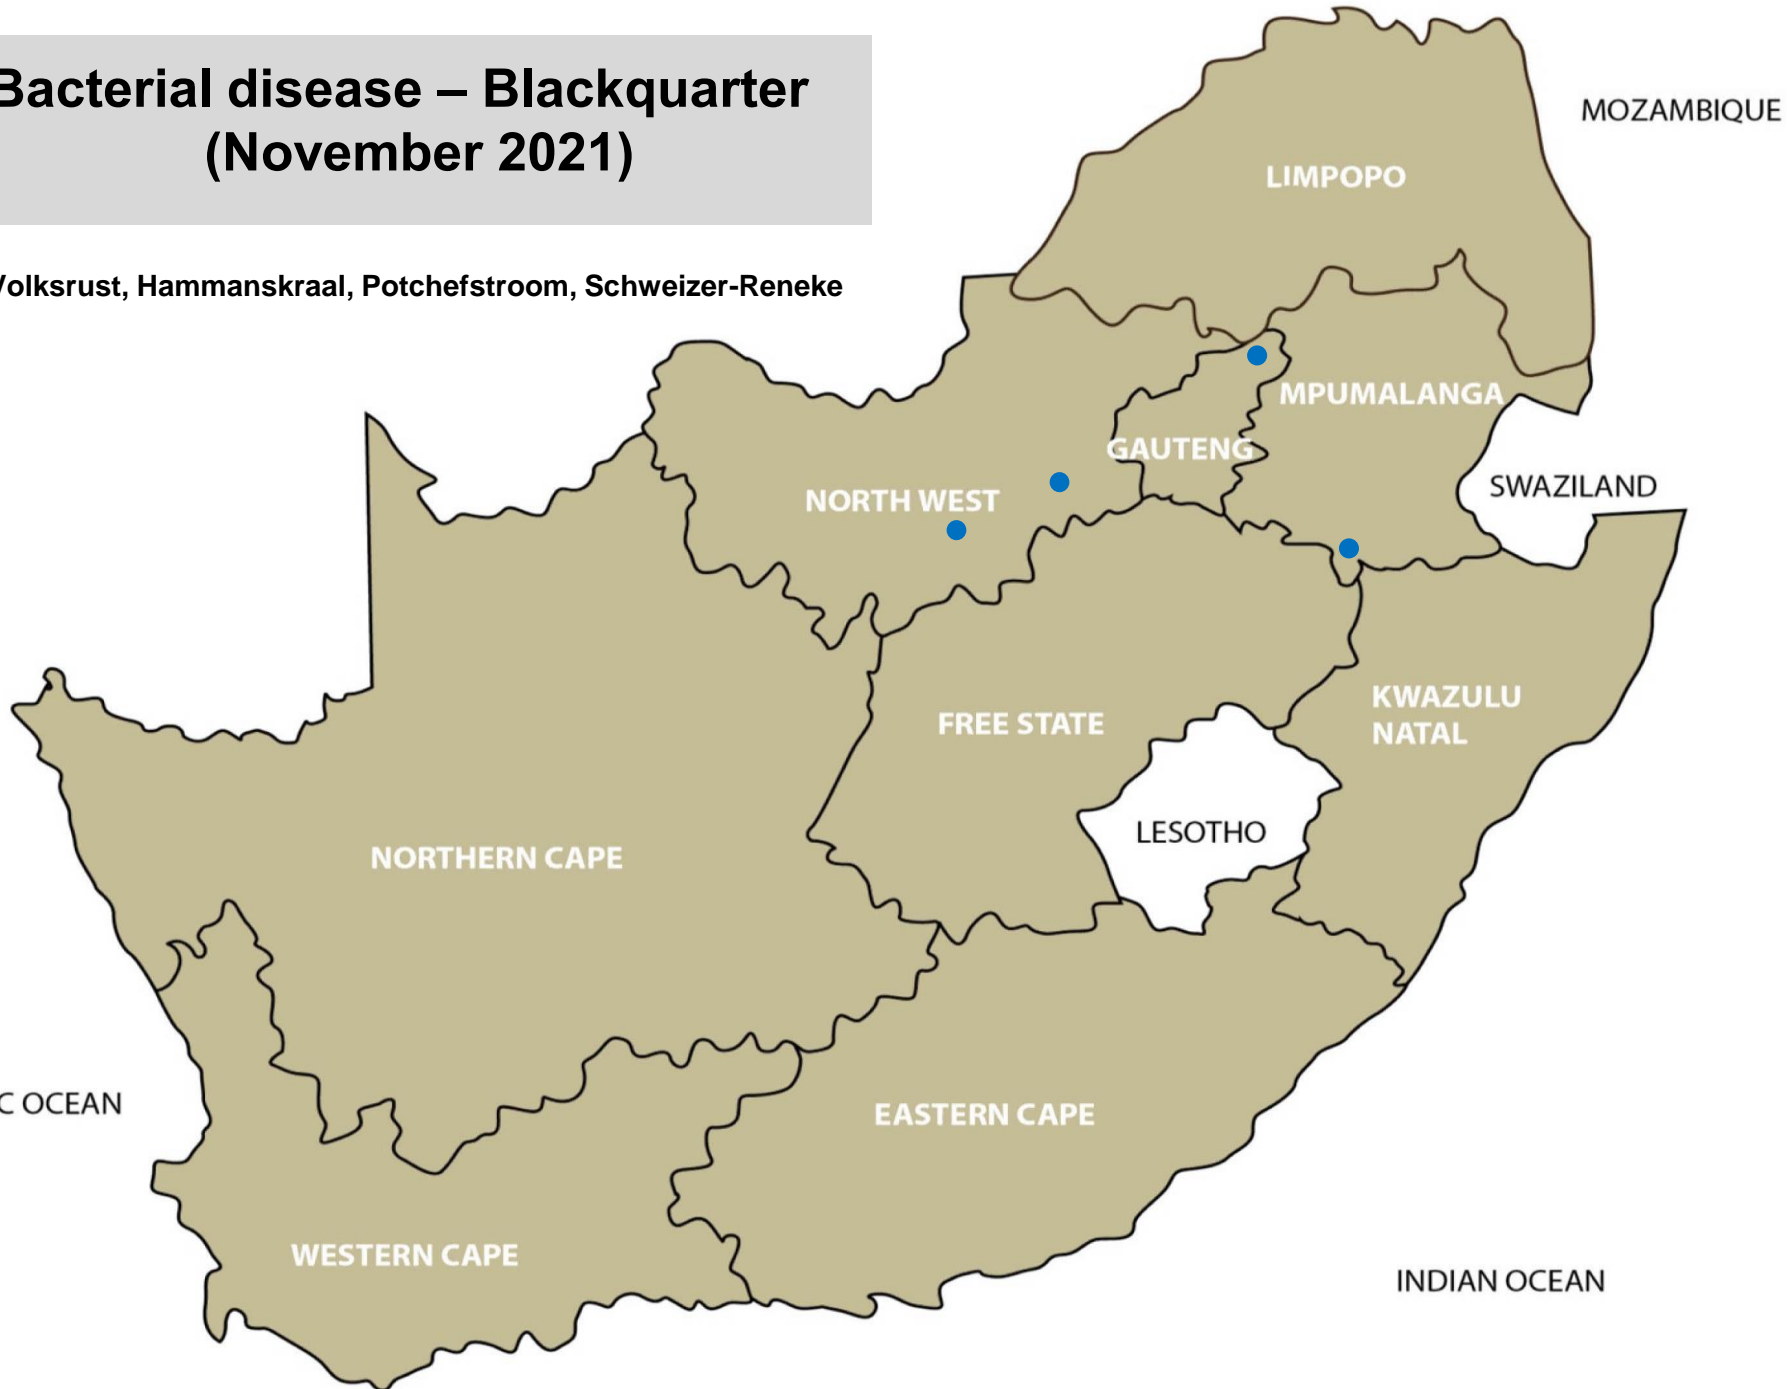 Bacterial disease – Blackquarter
(November 2021)
Volksrust, Hammanskraal, Potchefstroom, Schweizer-Reneke
MOZAMBIQUE
LIMPOPO
MPUMALANGA
GAUTENG
SWAZILAND
NORTH WEST
KWAZULU
NATAL
FREE STATE
LESOTHO
NORTHERN CAPE
C OCEAN
EASTERN CAPE
WESTERN CAPE
INDIAN OCEAN